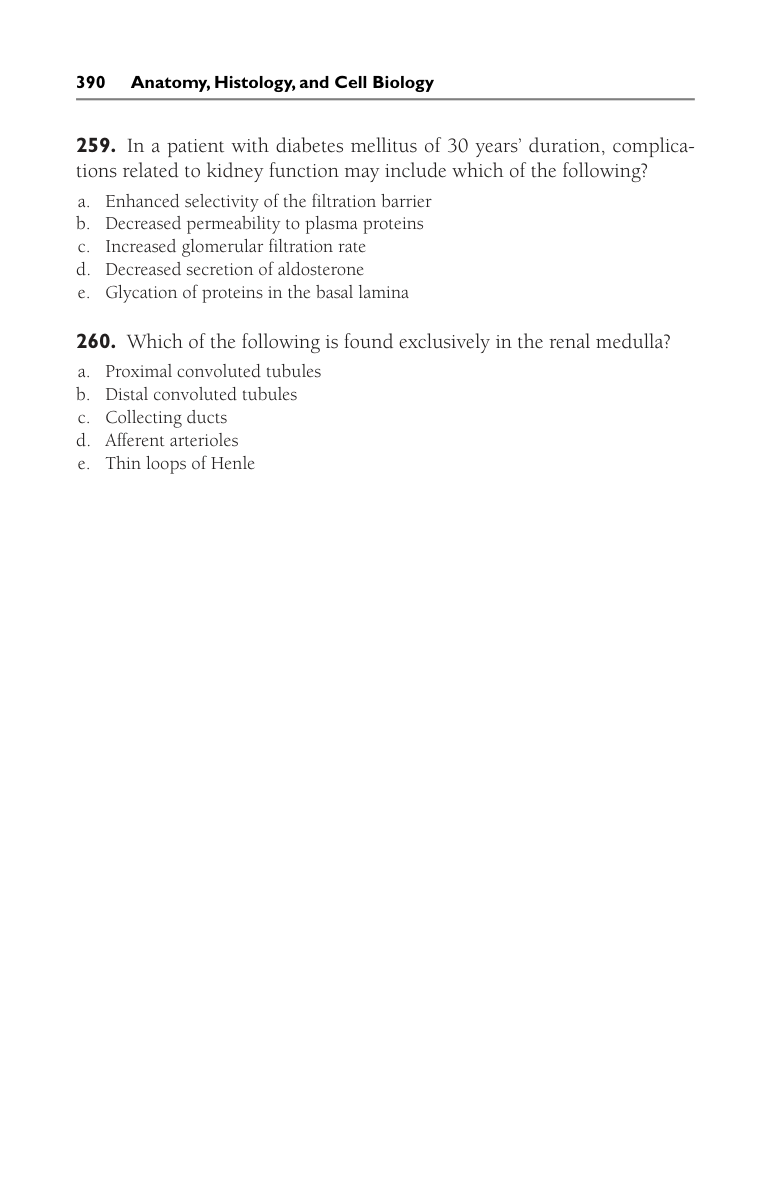 390 Anatomy, Histology, and Cell Biology
259. In a patient with diabetes mellitus of 30 years’ duration, complica-
tions related to kidney function may include which of the following?
a. Enhanced selectivity of the filtration barrier
b. Decreased permeability to plasma proteins
c. Increased glomerular filtration rate
d. Decreased secretion of aldosterone
e. Glycation of proteins in the basal lamina
260. Which of the following is found exclusively in the renal medulla?
a. Proximal convoluted tubules
b. Distal convoluted tubules
c. Collecting ducts
d. Afferent arterioles
e. Thin loops of Henle